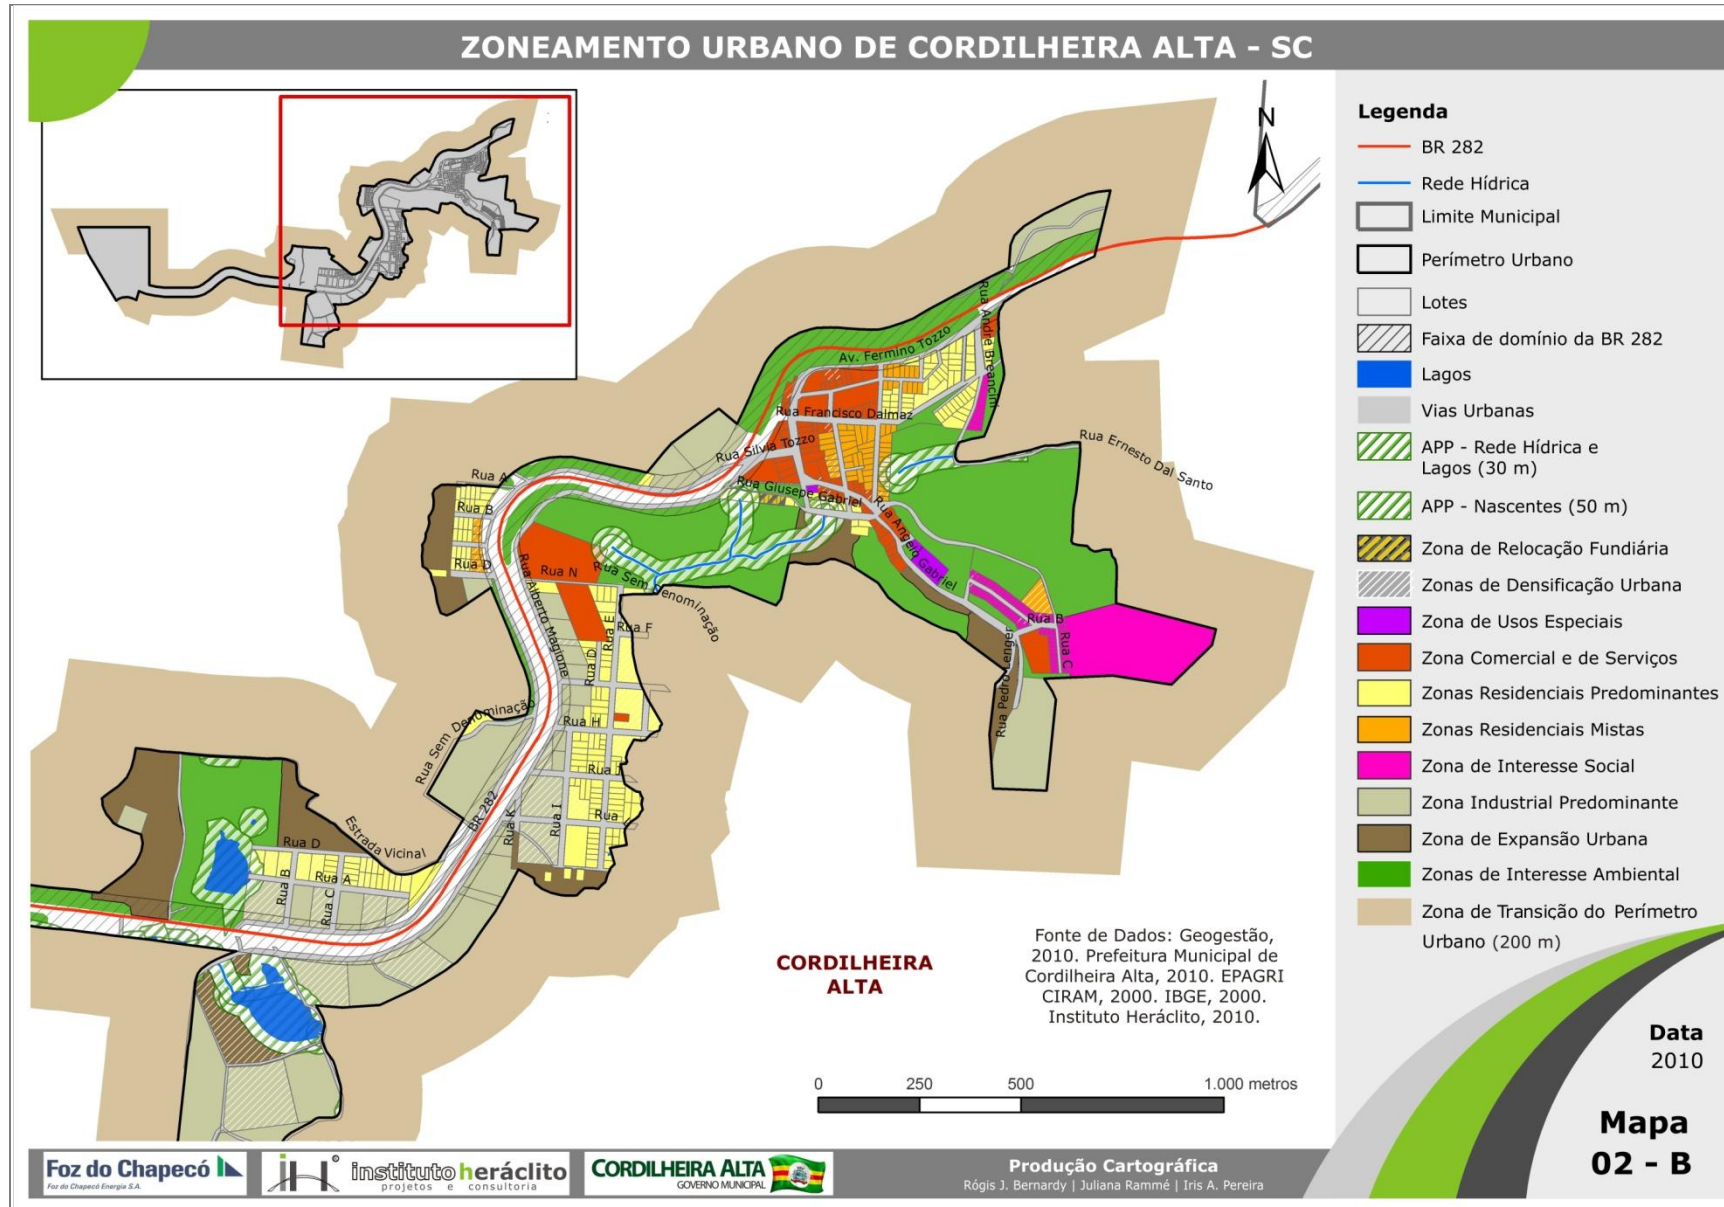 ZONEAMENTO URBANO DE CORDILHEIRA ALTA - SC
N
Rua Andre Breancini
Av. Fermino Tozzo
Rua Francisco Dalmaz
Rua Silvia Tozzo
Rua Ernesto Dal Santo
Rua A
Rua Giusepe Gabriel
Rua B
Rua Angelo Gabriel
Rua D
Rua N
Rua Sem Denominação
Rua Alberto Magione
Rua E
Rua F
Rua B
Rua D
Rua Pedro Lenger
Rua C
Rua Sem Denominação
Rua H
Rua
BR 282
Rua K
Rua I
Rua
Estrada Vicinal
Rua D
Rua B
Rua A
Rua C
CORDILHEIRA
ALTA
Fonte de Dados: Geogestão,
2010. Prefeitura Municipal de
Cordilheira Alta, 2010. EPAGRI
CIRAM, 2000. IBGE, 2000.
Instituto Heráclito, 2010.
0 250 500 1.000 metros
Legenda
BR 282
Rede Hídrica
Limite Municipal
Perímetro Urbano
Lotes
Faixa de domínio da BR 282
Lagos
Vias Urbanas
APP - Rede Hídrica e
Lagos (30 m)
APP - Nascentes (50 m)
Zona de Relocação Fundiária
Zonas de Densificação Urbana
Zona de Usos Especiais
Zona Comercial e de Serviços
Zonas Residenciais Predominantes
Zonas Residenciais Mistas
Zona de Interesse Social
Zona Industrial Predominante
Zona de Expansão Urbana
Zonas de Interesse Ambiental
Zona de Transição do Perímetro
Urbano (200 m)
Data
2010
Mapa
02 - B
Foz do Chapecó
Foz do Chapecó Energia S.A.
iH
instituto heráclito
projetos e consultoria
CORDILHEIRA ALTA
GOVERNO MUNICIPAL
Produção Cartográfica
Rógis J. Bernardy | Juliana Rammé | Iris A. Pereira